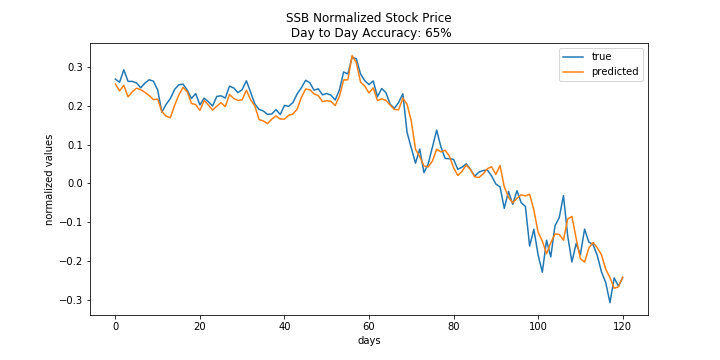 SSB Normalized Stock Price
Day to Day Accuracy: 65%
true
predicted
normalized values
0.3
0.2
0.1
0.0
−0.1
−0.2
−0.3
0
20
40
60
80
100
120
days